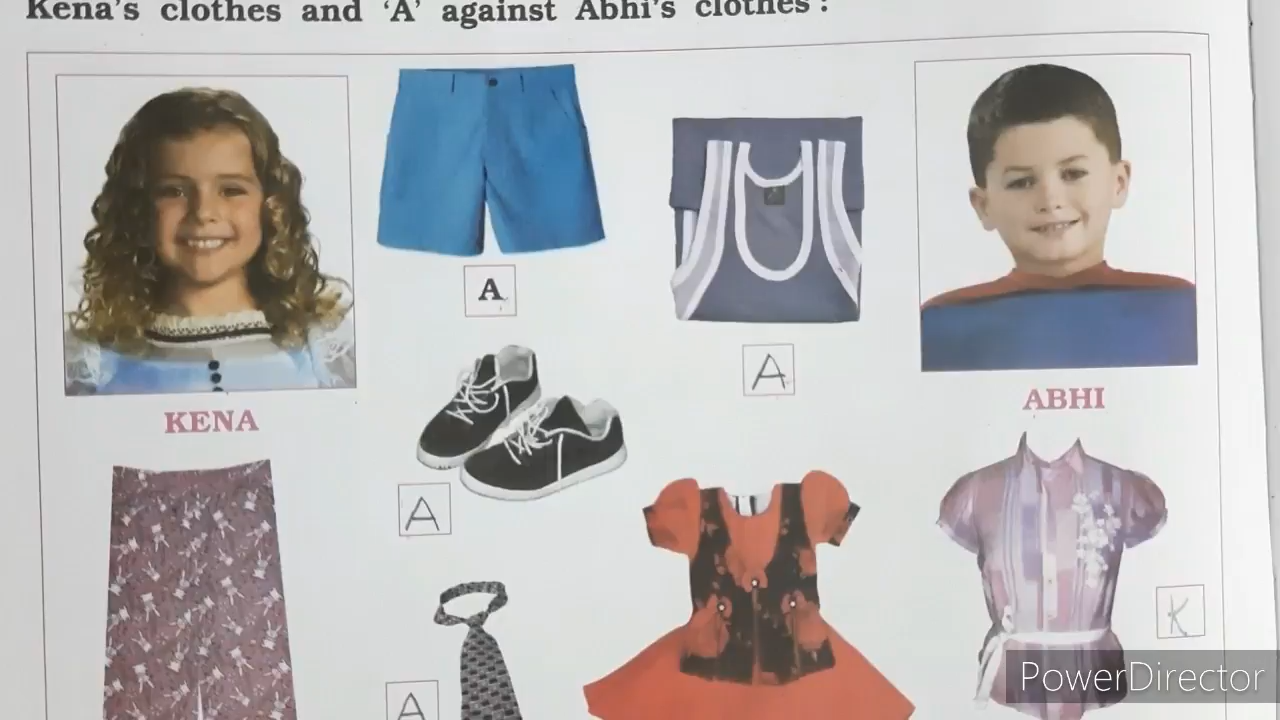 Kena's clothes and 'A' against Abhi's clothes :
A
A
KENA
ABHI
A
K
A
PowerDirector